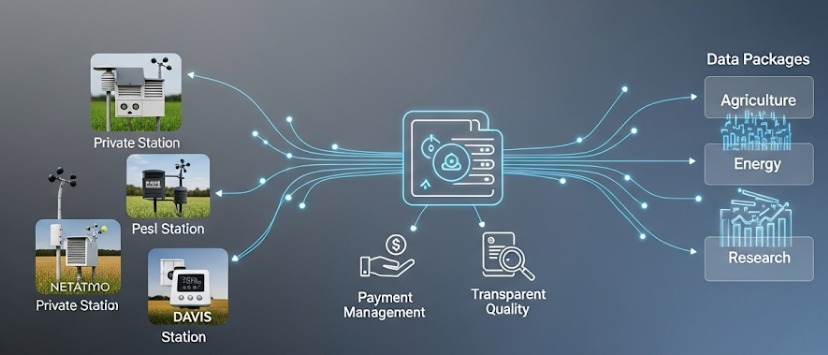 Private Station
Pesl Station
NETATMO
Private Station
DAVIS
Station
Payment
Management
Transparent
Quality
Data Packages
Agriculture
Energy
Research